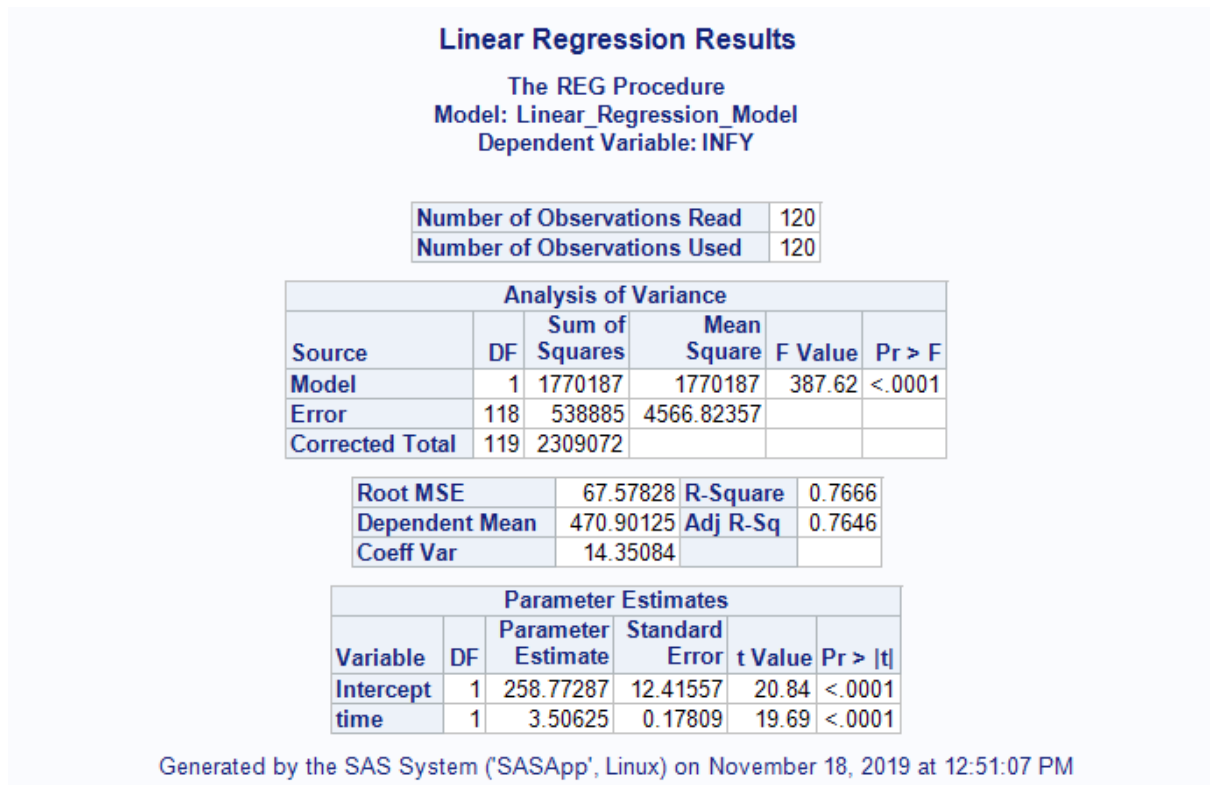 Linear Regression Results
The REG Procedure
Model: Linear_Regression_Model
Dependent Variable: INFY
Number of Observations Read 120
Number of Observations Used 120
Analysis of Variance
Source DF Sum of Squares Mean Square F Value Pr > F
Model 1 1770187 1770187 387.62 <.0001
Error 118 538885 4566.82357
Corrected Total 119 2309072
Root MSE 67.57828 R-Square 0.7666
Dependent Mean 470.90125 Adj R-Sq 0.7646
Coeff Var 14.35084
Parameter Estimates
Variable DF Parameter Estimate Standard Error t Value Pr > |t|
Intercept 1 258.77287 12.41557 20.84 <.0001
time 1 3.50625 0.17809 19.69 <.0001
Generated by the SAS System ('SASApp', Linux) on November 18, 2019 at 12:51:07 PM